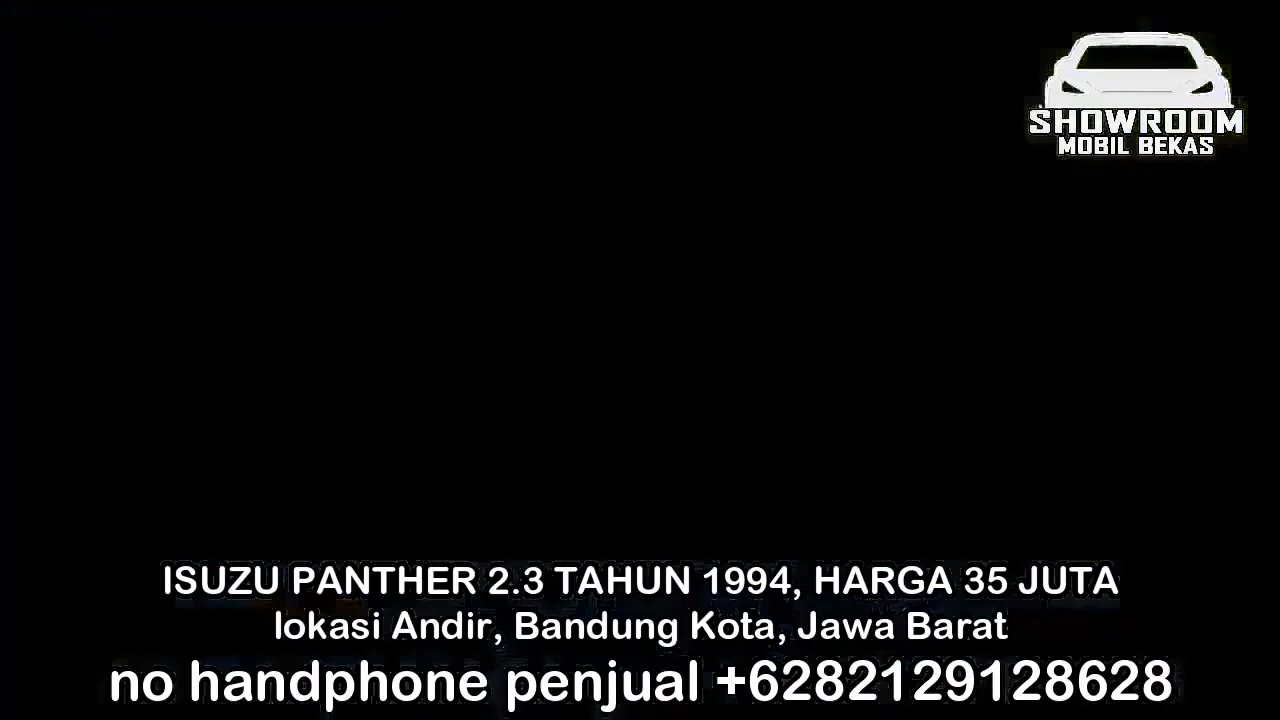 SHOWROOM
MOBIL BEKAS
ISUZU PANTHER 2.3 TAHUN 1994, HARGA 35 JUTA
lokasi Andir, Bandung Kota, Jawa Barat
no handphone penjual +6282129128628